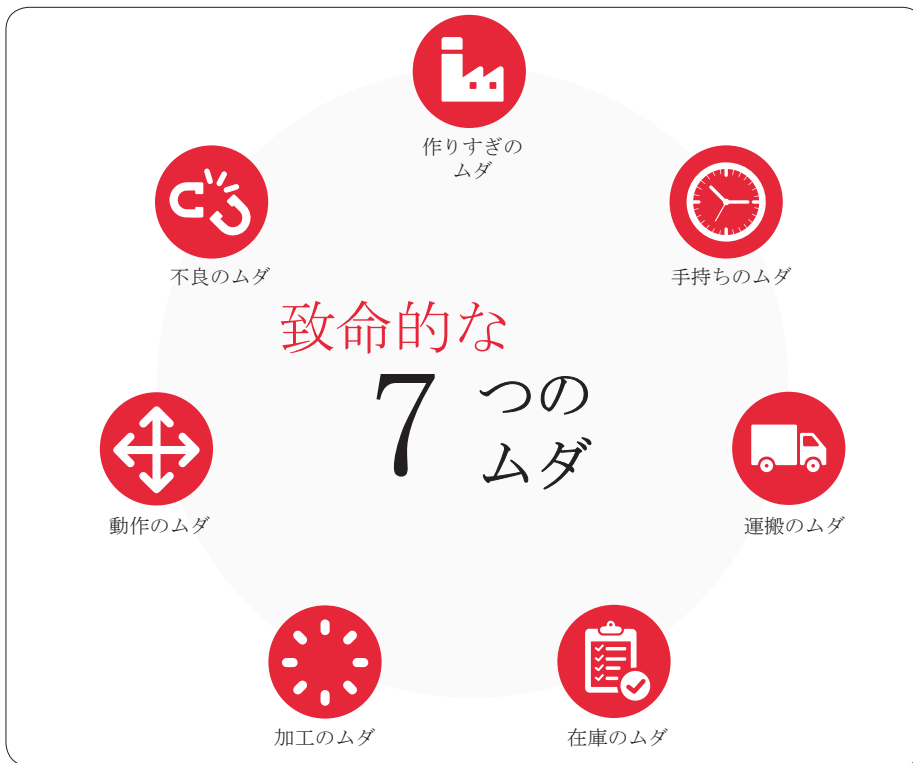 作りすぎの
ムダ
不良のムダ
手持ちのムダ
致命的な
7つの
ムダ
動作のムダ
運搬のムダ
加工のムダ
在庫のムダ